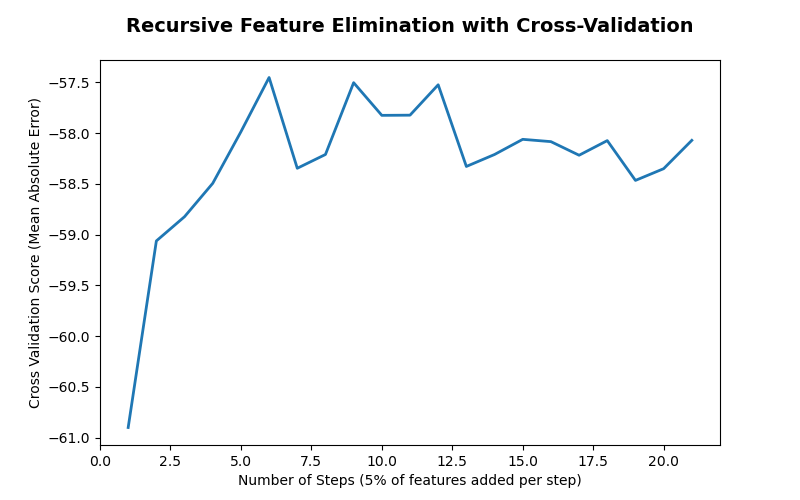 Recursive Feature Elimination with Cross-Validation
Cross Validation Score (Mean Absolute Error)
−57.5
−58.0
−58.5
−59.0
−59.5
−60.0
−60.5
−61.0
0.0 2.5 5.0 7.5 10.0 12.5 15.0 17.5 20.0
Number of Steps (5% of features added per step)